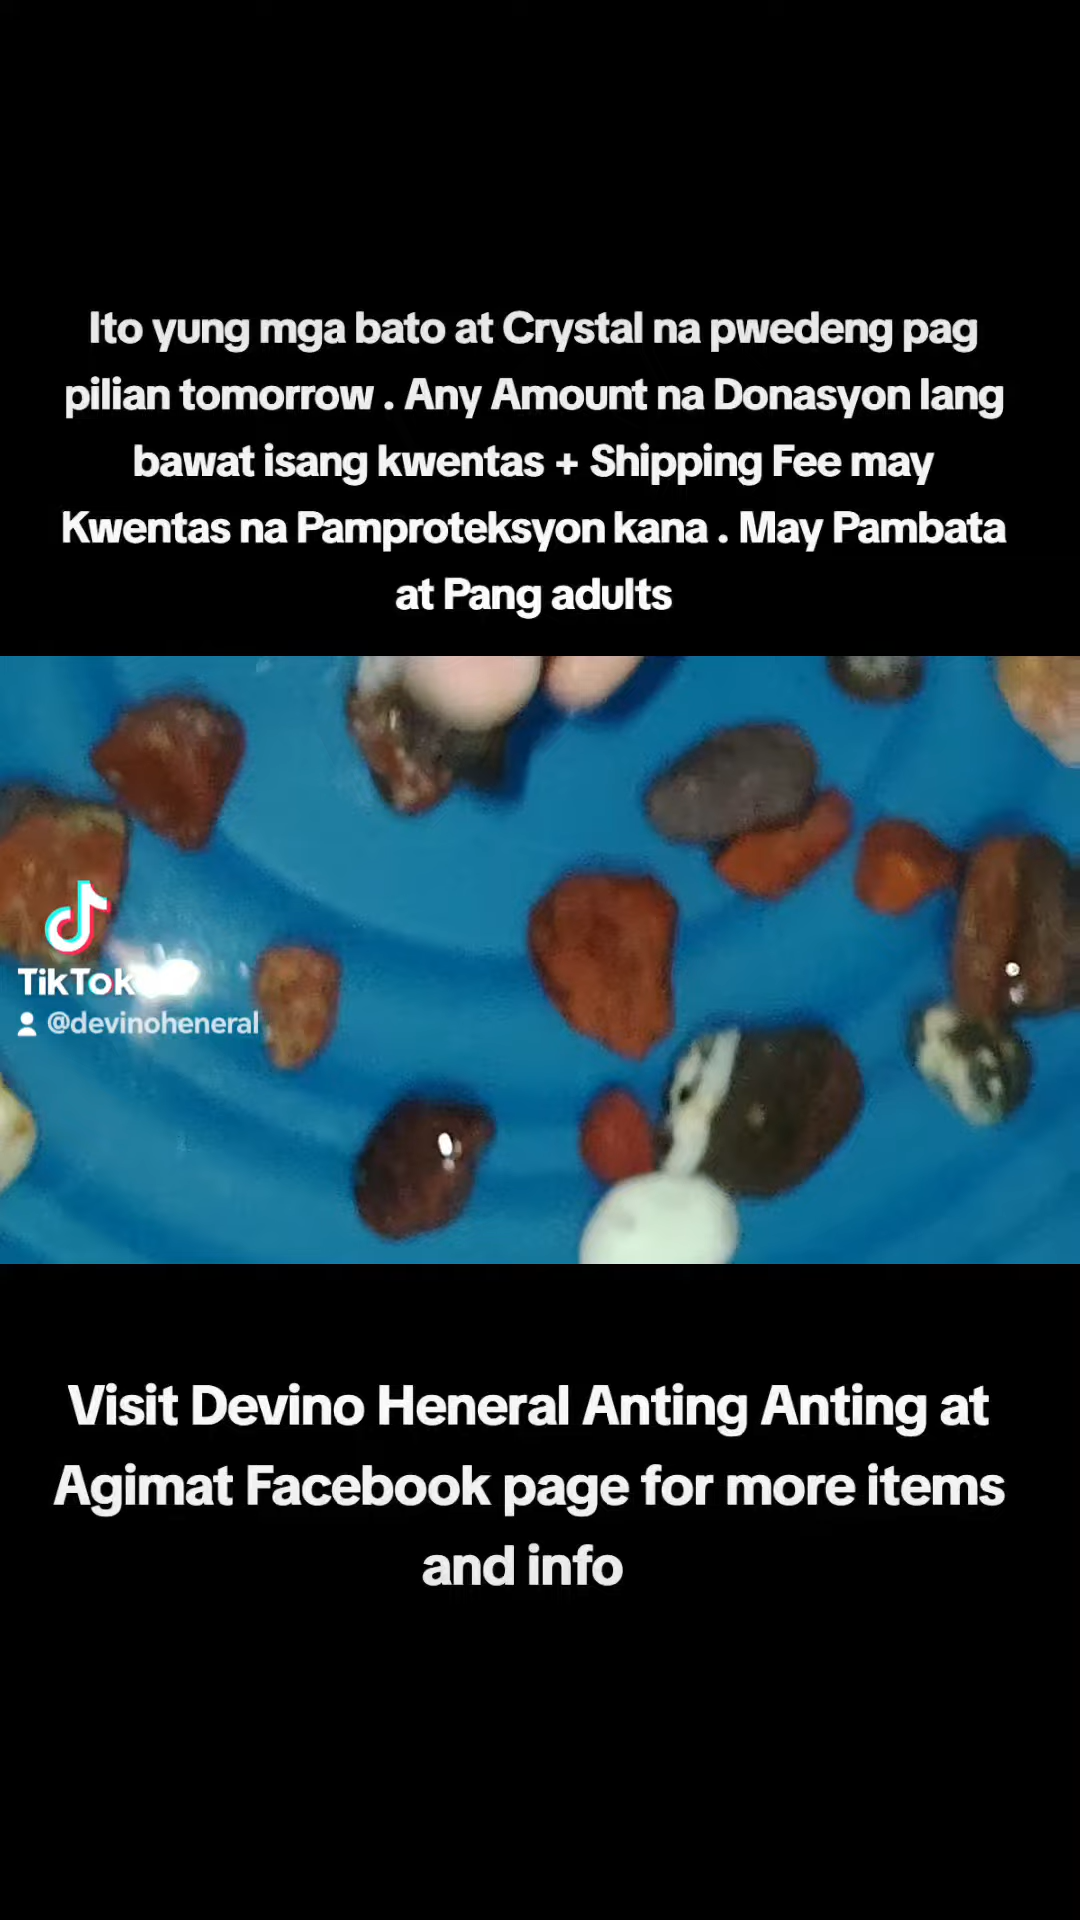 Ito yung mga bato at Crystal na pwedeng pag
pilian tomorrow . Any Amount na Donasyon lang
bawat isang kwentas + Shipping Fee may
Kwentas na Pamproteksyon kana . May Pambata
at Pang adults
TikTok
@devinoheneral
Visit Devino Heneral Anting Anting at
Agimat Facebook page for more items
and info